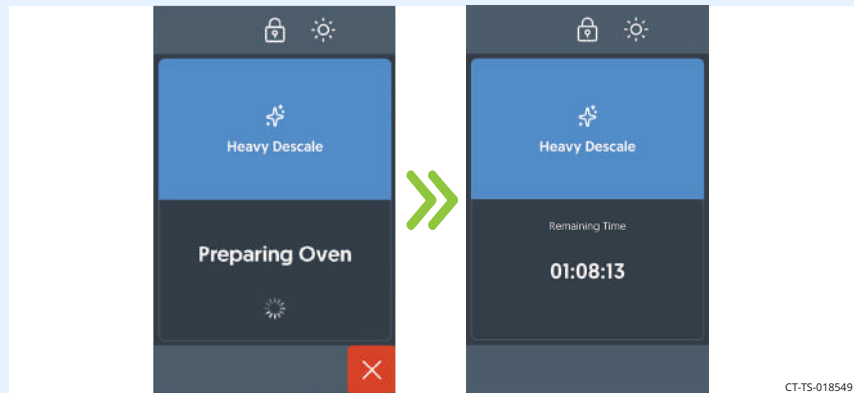 Heavy Descale
Preparing Oven
Heavy Descale
Remaining Time
01:08:13
CT-TS-018549